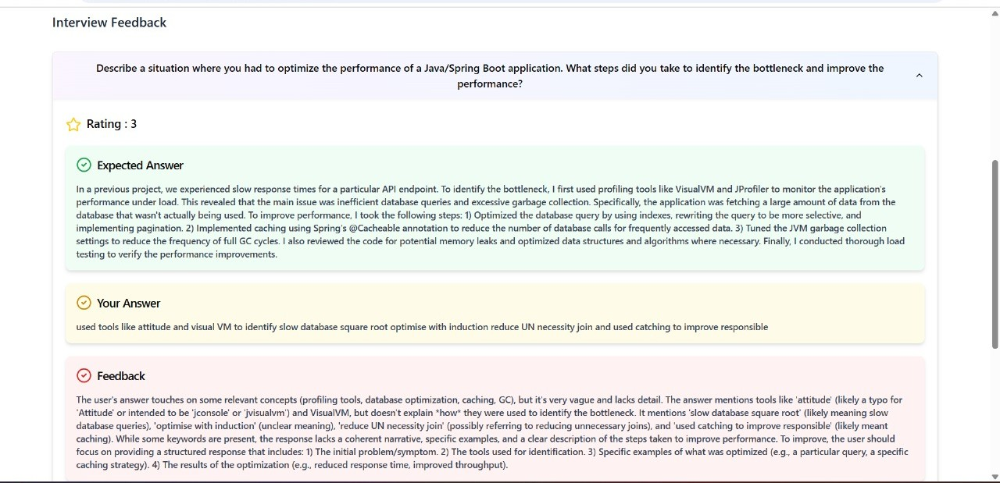 Interview Feedback
Describe a situation where you had to optimize the performance of a Java/Spring Boot application. What steps did you take to identify the bottleneck and improve the
performance?
Rating : 3
Expected Answer
In a previous project, we experienced slow response times for a particular API endpoint. To identify the bottleneck, I first used profiling tools like VisualVM and JProfiler to monitor the application's
performance under load. This revealed that the main issue was inefficient database queries and excessive garbage collection. Specifically, the application was fetching a large amount of data from the
database that wasn't actually being used. To improve performance, I took the following steps: 1) Optimized the database query by using indexes, rewriting the query to be more selective, and
implementing pagination. 2) Implemented caching using Spring's @Cacheable annotation to reduce the number of database calls for frequently accessed data. 3) Tuned the JVM garbage collection
settings to reduce the frequency of full GC cycles. I also reviewed the code for potential memory leaks and optimized data structures and algorithms where necessary. Finally, I conducted thorough load
testing to verify the performance improvements.
Your Answer
used tools like attitude and visual VM to identify slow database square root optimise with induction reduce UN necessity join and used catching to improve responsible
Feedback
The user's answer touches on some relevant concepts (profiling tools, database optimization, caching, GC), but it's very vague and lacks detail. The answer mentions tools like 'attitude' (likely a typo for
'Attitude' or intended to be 'jconsole' or 'jvisualvm') and VisualVM, but doesn't explain *how* they were used to identify the bottleneck. It mentions 'slow database square root' (likely meaning slow
database queries), 'optimise with induction' (unclear meaning), 'reduce UN necessity join' (possibly referring to reducing unnecessary joins), and 'used catching to improve responsible' (likely meant
caching). While some keywords are present, the response lacks a coherent narrative, specific examples, and a clear description of the steps taken to improve performance. To improve, the user should
focus on providing a structured response that includes: 1) The initial problem/symptom. 2) The tools used for identification. 3) Specific examples of what was optimized (e.g., a particular query, a specific
caching strategy). 4) The results of the optimization (e.g., reduced response time, improved throughput).